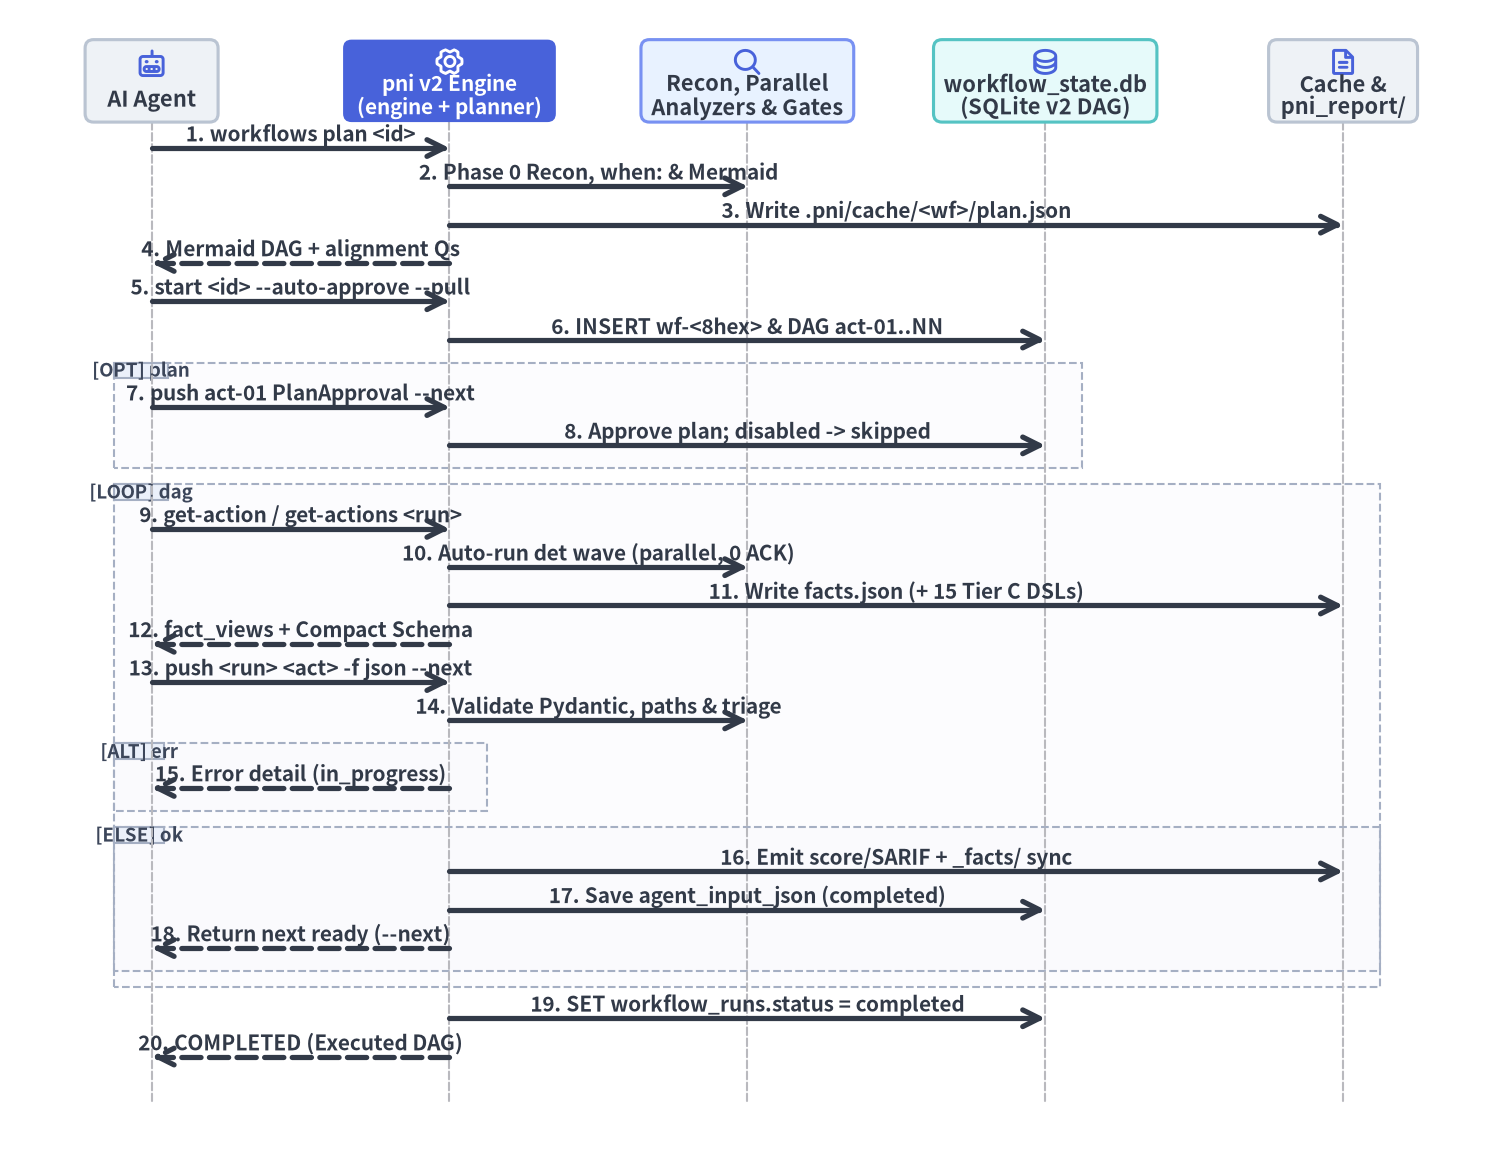 AI Agent
pni v2 Engine
(engine + planner)
Recon, Parallel
Analyzers & Gates
workflow_state.db
(SQLite v2 DAG)
Cache &
pni_report/
1. workflows plan <id>
2. Phase 0 Recon, when: & Mermaid
3. Write .pni/cache/<wf>/plan.json
4. Mermaid DAG + alignment Qs
5. start <id> --auto-approve --pull
6. INSERT wf-<8hex> & DAG act-01..NN
[OPT] plan
7. push act-01 PlanApproval --next
8. Approve plan; disabled -> skipped
[LOOP] dag
9. get-action / get-actions <run>
10. Auto-run det wave (parallel, 0 ACK)
11. Write facts.json (+ 15 Tier C DSLs)
12. fact_views + Compact Schema
13. push <run> <act> -f json --next
14. Validate Pydantic, paths & triage
[ALT] err
15. Error detail (in_progress)
[ELSE] ok
16. Emit score/SARIF + _facts/ sync
17. Save agent_input_json (completed)
18. Return next ready (--next)
19. SET workflow_runs.status = completed
20. COMPLETED (Executed DAG)